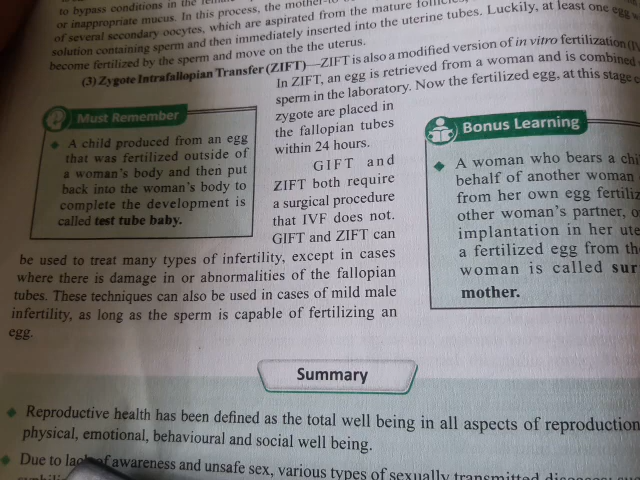 to bypass conditions in the
or inappropriate mucus. In this process, the
of several secondary oocytes, which are aspirated from the mature
solution containing sperm and then immediately inserted into the uterine tubes. Luckily, at least one egg
become fertilized by the sperm and move on the the uterus.
(3) Zygote Intrafallopian Transfer (ZIFT)—ZIFT is also a modified version of in vitro fertilization
In ZIFT, an egg is retrieved from a woman and is combined
sperm in the laboratory. Now the fertilized egg, at this stage
zygote are placed in
the fallopian tubes
within 24 hours.
GIFT and
ZIFT both require
a surgical procedure
that IVF does not.
GIFT and ZIFT can
be used to treat many types of infertility, except in cases
where there is damage in or abnormalities of the fallopian
tubes. These techniques can also be used in cases of mild male
infertility, as long as the sperm is capable of fertilizing an
egg.
Must Remember
A child produced from an egg
that was fertilized outside of
a woman's body and then put
back into the woman's body to
complete the development is
called test tube baby.
Bonus Learning
A woman who bears a chi
behalf of another woman
from her own egg fertiliz
other woman's partner, o
implantation in her ute
a fertilized egg from th
woman is called sur
mother.
Summary
Reproductive health has been defined as the total well being in all aspects of reproduction
physical, emotional, behavioural and social well being.
Due to lack of awareness and unsafe sex, various types of sexually transmitted